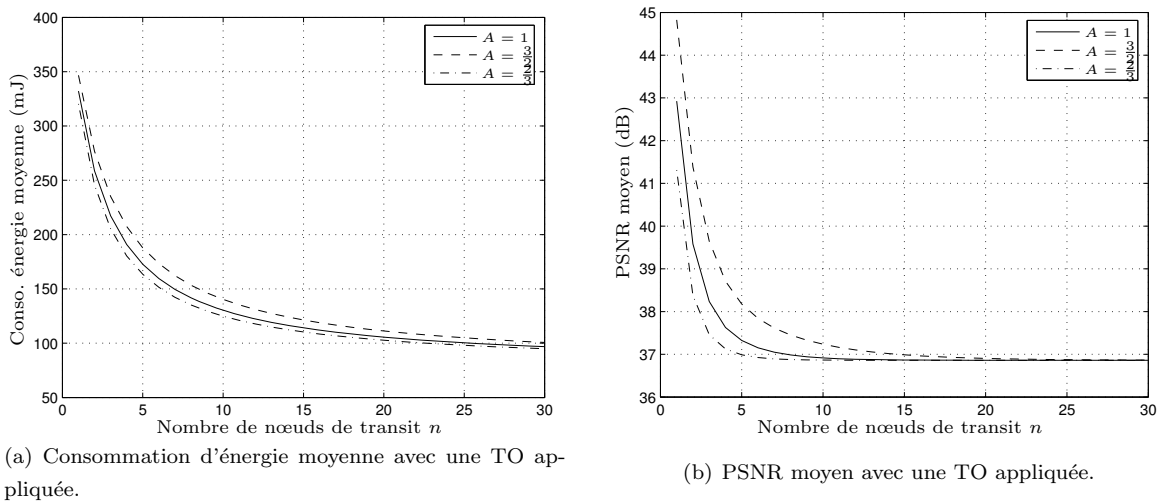 400
350
300
250
200
150
100
50
0
5
10
15
20
25
30
Conso. énergie moyenne (mJ)
Nombre de nœuds de transit n
A = 1
A = 3/2
A = 2/3
(a) Consommation d'énergie moyenne avec une TO ap-
pliquée.
45
44
43
42
41
40
39
38
37
36
0
5
10
15
20
25
30
PSNR moyen (dB)
Nombre de nœuds de transit n
A = 1
A = 3/2
A = 2/3
(b) PSNR moyen avec une TO appliquée.